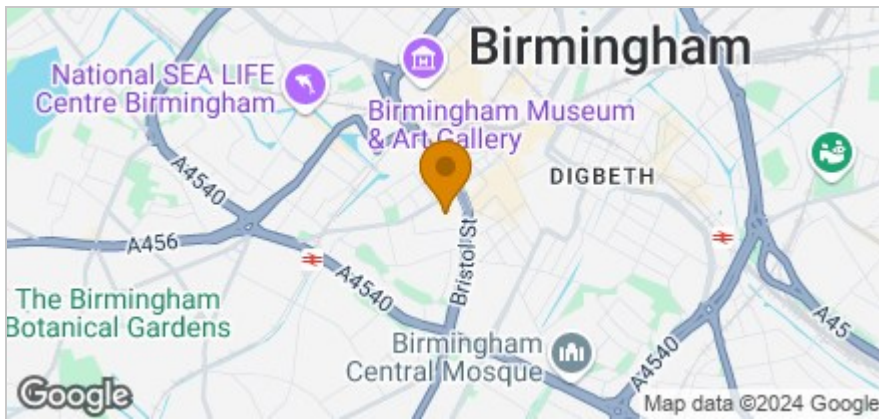 Birmingham
National SEA LIFE
Centre Birmingham
Birmingham Museum
& Art Gallery
DIGBETH
A4540
A456
A4540
Bristol St
The Birmingham
Botanical Gardens
Birmingham
Central Mosque
A4540
A45
Google
Map data ©2024 Google